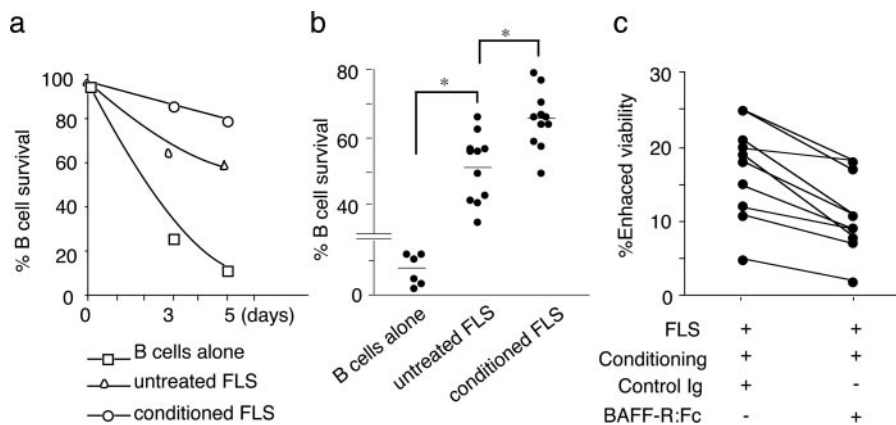 a
% B cell survival
100
80
60
40
20
0
0 3 5 (days)
B cells alone
untreated FLS
conditioned FLS
b
% B cell survival
80
60
40
20
0
*
*
B cells alone
untreated FLS
conditioned FLS
c
%Enhaced viability
30
20
10
0
FLS + +
Conditioning + +
Control Ig + -
BAFF-R:Fc - +